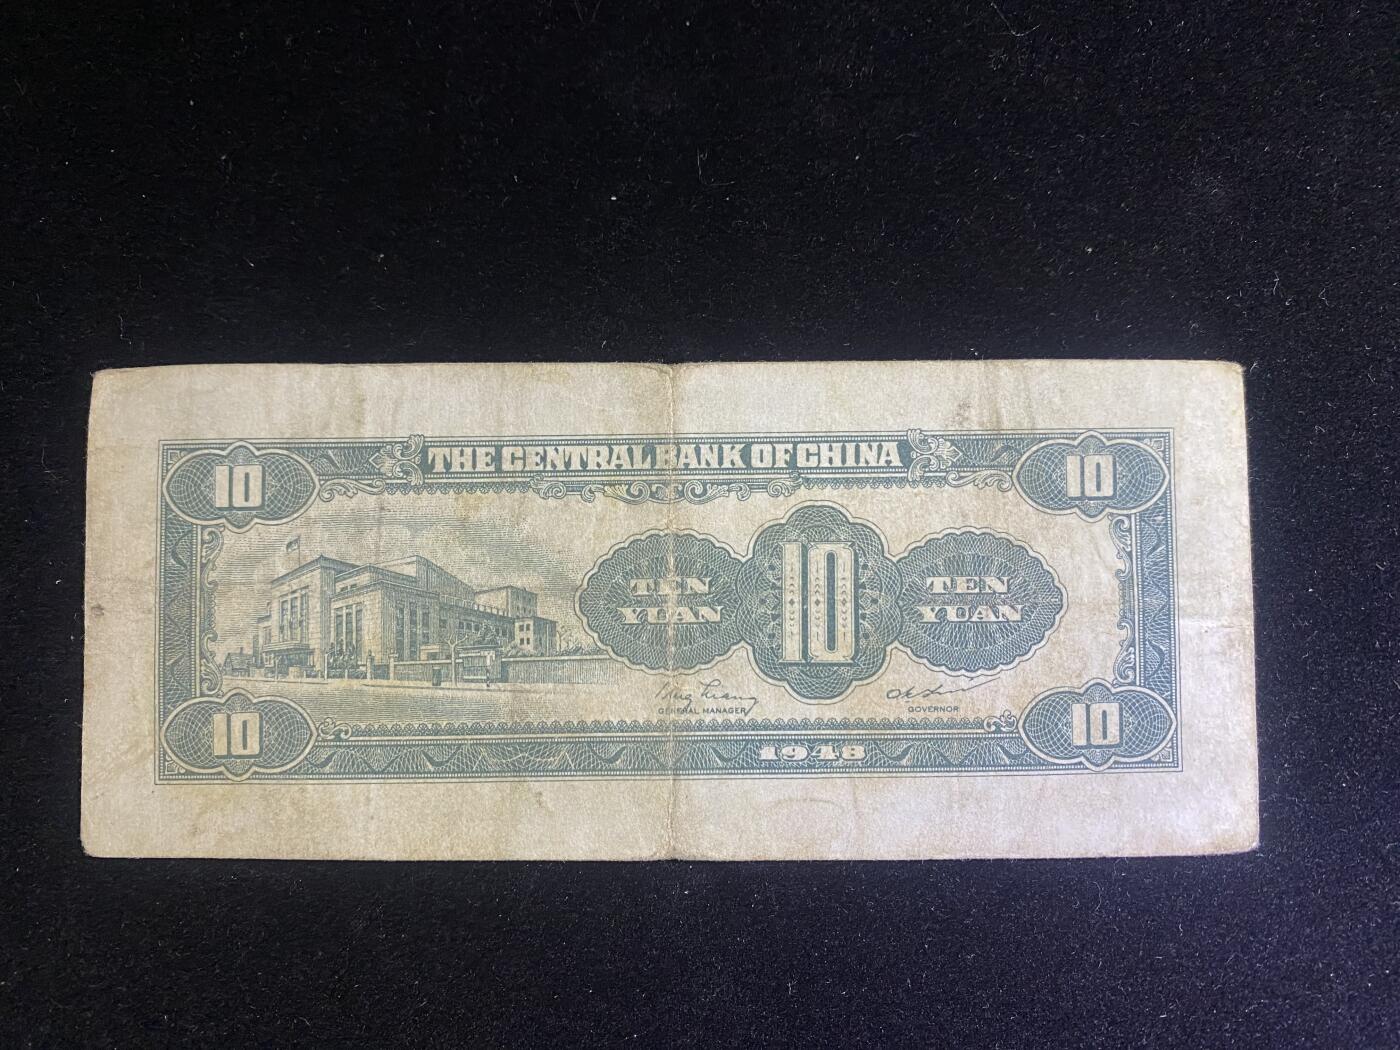 10
THE CENTRAL BANK OF CHINA
10
TEN
YUAN
10
TEN
YUAN
GENERAL MANAGER
GOVERNOR
10
1948
10